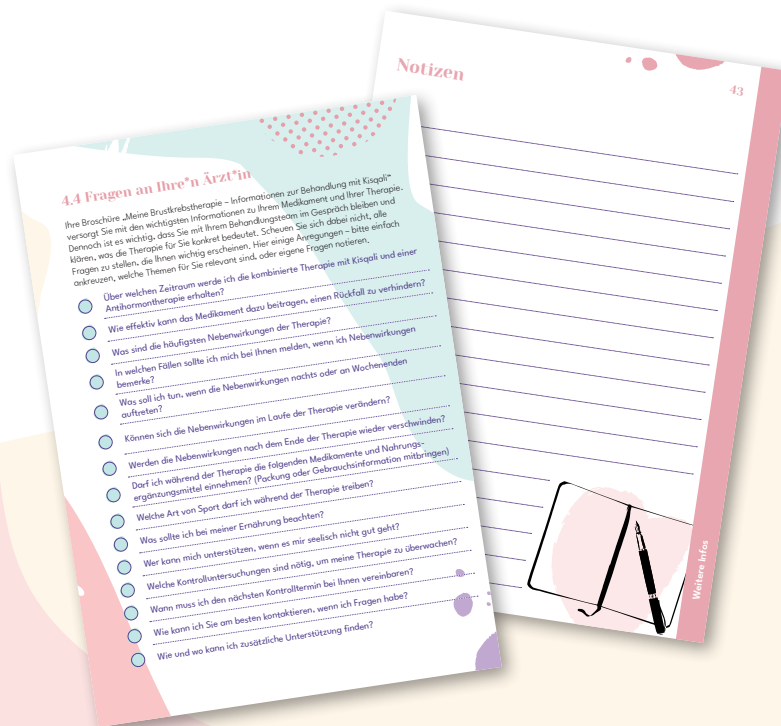 4.4 Fragen an Ihre*n Ärzt*in
Ihre Broschüre „Meine Brustkrebstherapie – Informationen zur Behandlung mit Kisqali“
versorgt Sie mit den wichtigsten Informationen zu Ihrem Medikament und Ihrer Therapie.
Dennoch ist es wichtig, dass Sie mit Ihrem Behandlungsteam im Gespräch bleiben und
klären, was die Therapie für Sie konkret bedeutet. Scheuen Sie sich dabei nicht, alle
Fragen zu stellen, die Ihnen wichtig erscheinen. Hier einige Anregungen – bitte einfach
ankreuzen, welche Themen für Sie relevant sind, oder eigene Fragen notieren.
Über welchen Zeitraum werde ich die kombinierte Therapie mit Kisqali und einer
Antihormontherapie erhalten?
Wie effektiv kann das Medikament dazu beitragen, einen Rückfall zu verhindern?
Was sind die häufigsten Nebenwirkungen der Therapie?
In welchen Fällen sollte ich mich bei Ihnen melden, wenn ich Nebenwirkungen
bemerke?
Was soll ich tun, wenn die Nebenwirkungen nachts oder an Wochenenden
auftreten?
Können sich die Nebenwirkungen im Laufe der Therapie verändern?
Werden die Nebenwirkungen nach dem Ende der Therapie wieder verschwinden?
Darf ich während der Therapie die folgenden Medikamente und Nahrungs-
ergänzungsmittel einnehmen? (Packung oder Gebrauchsinformation mitbringen)
Welche Art von Sport darf ich während der Therapie treiben?
Was sollte ich bei meiner Ernährung beachten?
Wer kann mich unterstützen, wenn es mir seelisch nicht gut geht?
Welche Kontrolluntersuchungen sind nötig, um meine Therapie zu überwachen?
Wann muss ich den nächsten Kontrolltermin bei Ihnen vereinbaren?
Wie kann ich Sie am besten kontaktieren, wenn ich Fragen habe?
Wie und wo kann ich zusätzliche Unterstützung finden?
Notizen
43
Weitere Infos